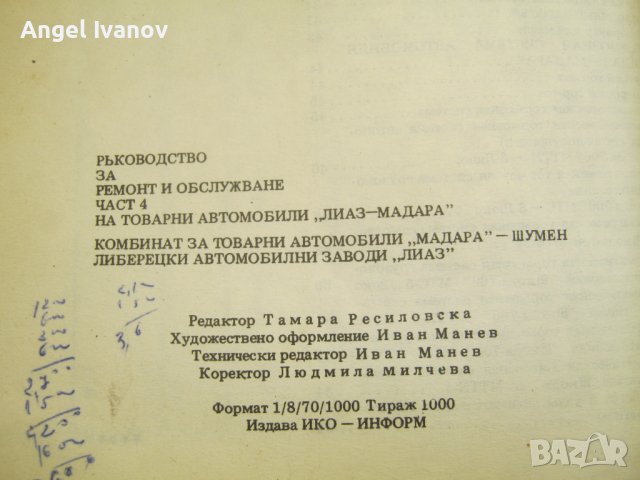 Angel Ivanov
РЪКОВОДСТВО
ЗА
РЕМОНТ И ОБСЛУЖВАНЕ
ЧАСТ 4
НА ТОВАРНИ АВТОМОБИЛИ „ЛИАЗ—МАДАРА"
КОМБИНАТ ЗА ТОВАРНИ АВТОМОБИЛИ „МАДАРА" — ШУМЕН
ЛИБЕРЕЦКИ АВТОМОБИЛНИ ЗАВОДИ „ЛИАЗ"
Редактор Тамара Ресиловска
Художествено оформление Иван Манев
Технически редактор Иван Манев
Коректор Людмила Милчева
Формат 1/8/70/1000 Тираж 1000
Издава ИКО — ИНФОРМ
BAZAR